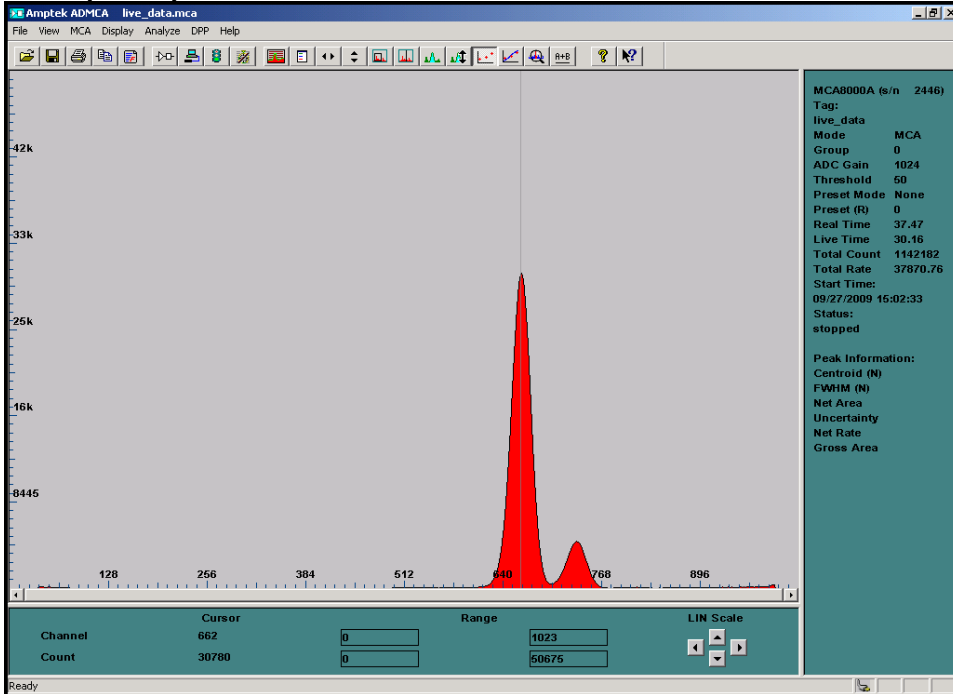 Amptek ADMCA live_data.mca
File View MCA Display Analyze DPP Help
A+B
42k
33k
25k
16k
8445
128 256 384 512 640 768 896
MCA8000A (s/n 2446)
Tag:
live_data
Mode MCA
Group 0
ADC Gain 1024
Threshold 50
Preset Mode None
Preset (R) 0
Real Time 37.47
Live Time 30.16
Total Count 1142182
Total Rate 37870.76
Start Time:
09/27/2009 15:02:33
Status:
stopped
Peak Information:
Centroid (N)
FWHM (N)
Net Area
Uncertainty
Net Rate
Gross Area
Cursor Range LIN Scale
Channel 662 0 1023
Count 30780 0 50675
Ready